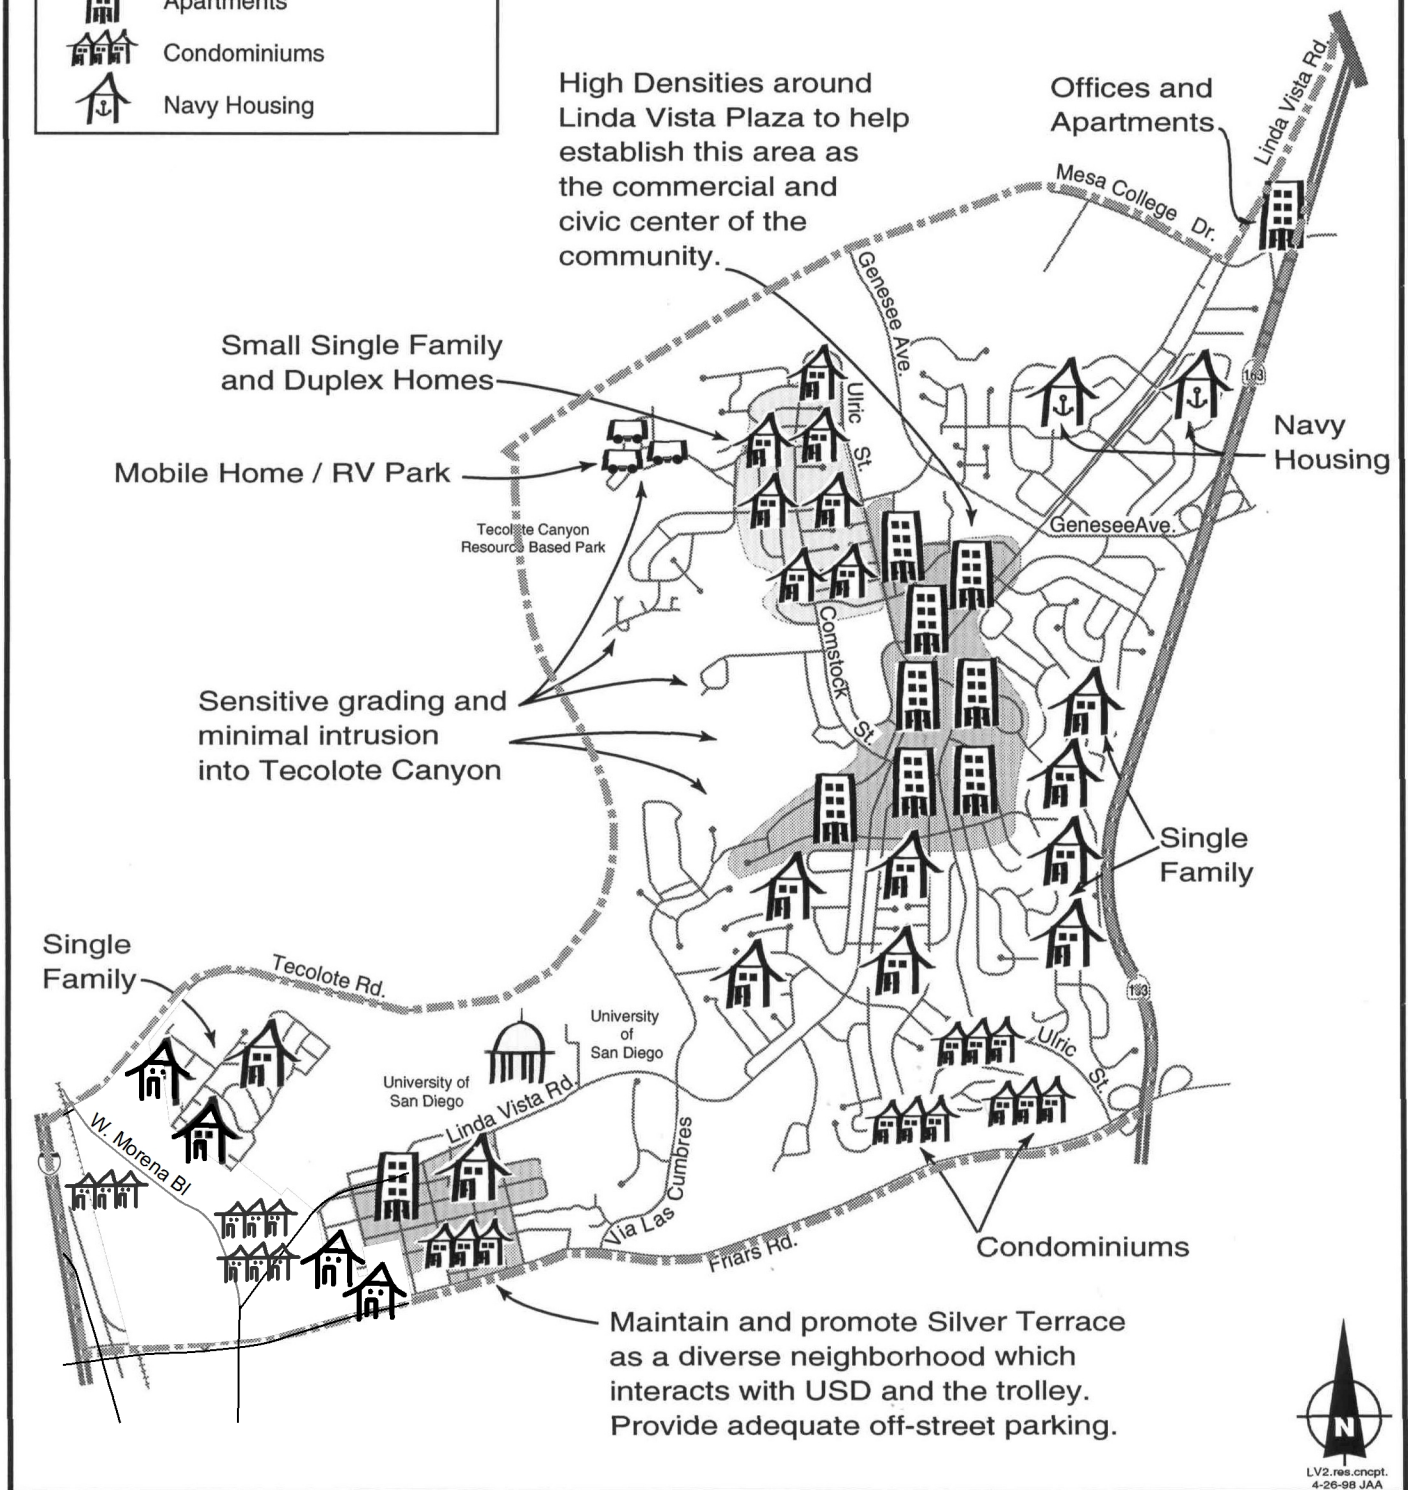 Apartments
Condominiums
Navy Housing
High Densities around
Linda Vista Plaza to help
establish this area as
the commercial and
civic center of the
community.
Offices and
Apartments
Linda Vista Rd.
Mesa College Dr.
Genesee Ave.
Small Single Family
and Duplex Homes
Ulric St.
163
Mobile Home / RV Park
Navy
Housing
Tecolote Canyon
Resource Based Park
GeneseeAve.
Comstock St.
Sensitive grading and
minimal intrusion
into Tecolote Canyon
Single
Family
Single
Family
Tecolote Rd.
163
University
of
San Diego
Ulric St.
University of
San Diego
Linda Vista Rd.
W. Morena Bl
Via Las Cumbres
Friars Rd.
Condominiums
Maintain and promote Silver Terrace
as a diverse neighborhood which
interacts with USD and the trolley.
Provide adequate off-street parking.
N
LV2.res.cncpt.
4-26-98 JAA